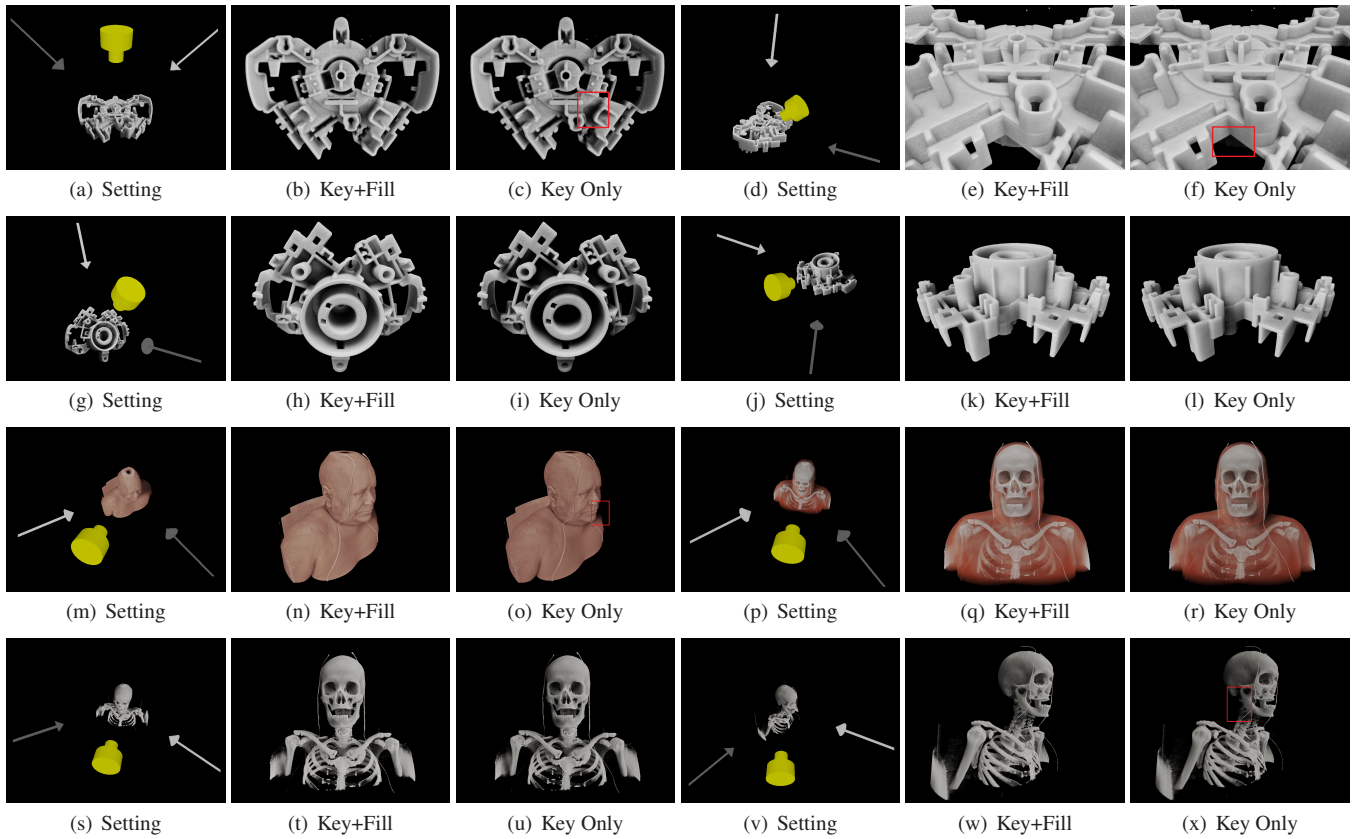 (a) Setting
(b) Key+Fill
(c) Key Only
(d) Setting
(e) Key+Fill
(f) Key Only
(g) Setting
(h) Key+Fill
(i) Key Only
(j) Setting
(k) Key+Fill
(l) Key Only
(m) Setting
(n) Key+Fill
(o) Key Only
(p) Setting
(q) Key+Fill
(r) Key Only
(s) Setting
(t) Key+Fill
(u) Key Only
(v) Setting
(w) Key+Fill
(x) Key Only